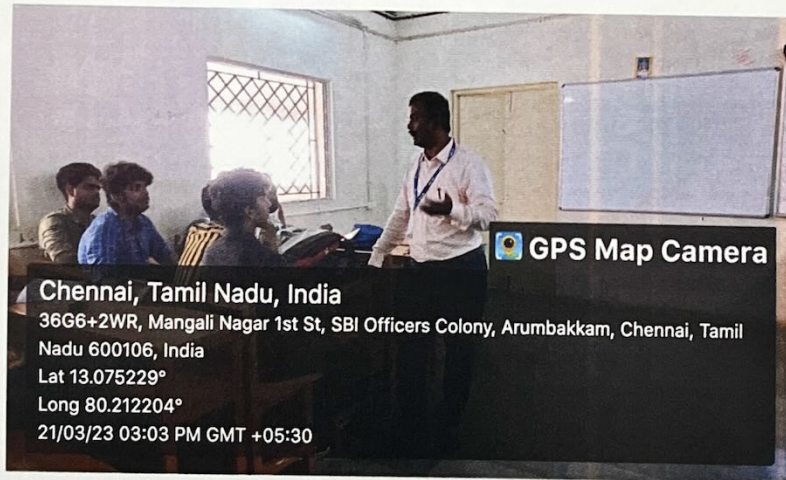 GPS Map Camera
Chennai, Tamil Nadu, India
36G6+2WR, Mangali Nagar 1st St, SBI Officers Colony, Arumbakkam, Chennai, Tamil
Nadu 600106, India
Lat 13.075229°
Long 80.212204°
21/03/23 03:03 PM GMT +05:30